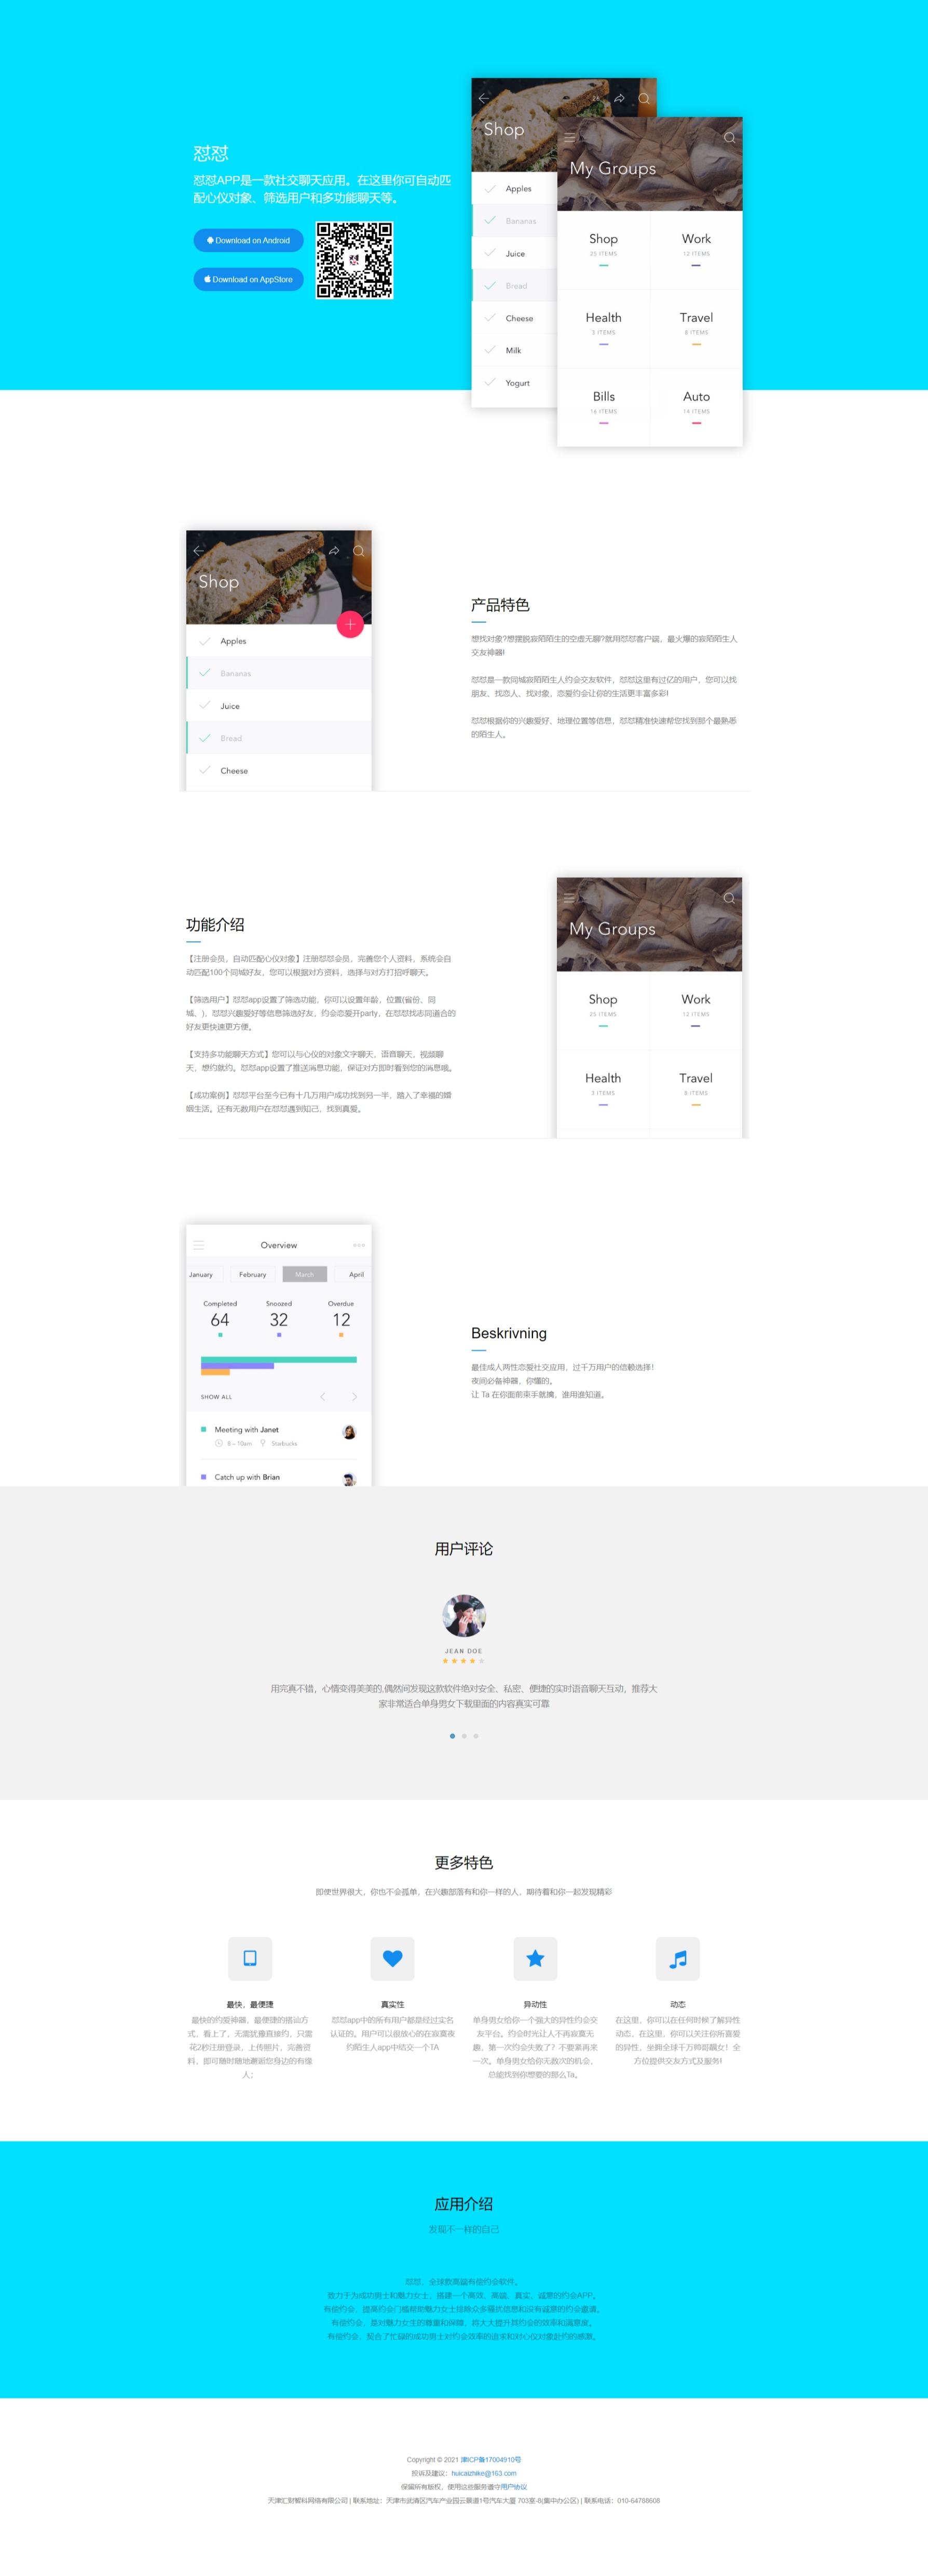 怼怼
怼怼APP是一款社交聊天应用。在这里你可自动匹
配心仪对象、筛选用户和多功能聊天等。
Download on Android
Download on AppStore
Shop
26
Apples
Bananas
Juice
Bread
Cheese
Milk
Yogurt
My Groups
Shop
25 ITEMS
Work
12 ITEMS
Health
3 ITEMS
Travel
8 ITEMS
Bills
16 ITEMS
Auto
14 ITEMS
26
Shop
Apples
Bananas
Juice
Bread
Cheese
产品特色
想找对象?想摆脱寂陌陌生的空虚无聊?就用怼怼客户端，最火爆的寂陌陌生人
交友神器!
怼怼是一款同城寂陌陌生人约会交友软件，怼怼这里有过亿的用户，您可以找
朋友、找恋人、找对象，恋爱约会让你的生活更丰富多彩!
怼怼根据你的兴趣爱好、地理位置等信息，怼怼精准快速帮您找到那个最熟悉
的陌生人。
功能介绍
【注册会员，自动匹配心仪对象】注册怼怼会员，完善您个人资料，系统会自
动匹配100个同城好友，您可以根据对方资料，选择与对方打招呼聊天。
【筛选用户】怼怼app设置了筛选功能，你可以设置年龄，位置(省份、同
城、)，怼怼兴趣爱好等信息筛选好友，约会恋爱开party，在怼怼找志同道合的
好友更快速更方便。
【支持多功能聊天方式】您可以与心仪的对象文字聊天，语音聊天，视频聊
天，想约就约。怼怼app设置了推送消息功能，保证对方即时看到您的消息哦。
【成功案例】怼怼平台至今已有十几万用户成功找到另一半，踏入了幸福的婚
姻生活。还有无数用户在怼怼遇到知己，找到真爱。
My Groups
Shop
25 ITEMS
Work
12 ITEMS
Health
3 ITEMS
Travel
8 ITEMS
Overview
January
February
March
April
Completed
64
Snoozed
32
Overdue
12
SHOW ALL
Meeting with Janet
8 – 10am
Starbucks
Catch up with Brian
Beskrivning
最佳成人两性恋爱社交应用，过千万用户的信赖选择!
夜间必备神器，你懂的。
让 Ta 在你面前束手就擒，谁用谁知道。
用户评论
JEAN DOE
用完真不错，心情变得美美的,偶然间发现这款软件绝对安全、私密、便捷的实时语音聊天互动，推荐大
家非常适合单身男女下载里面的内容真实可靠
更多特色
即使世界很大，你也不会孤单，在兴趣部落有和你一样的人，期待着和你一起发现精彩
最快，最便捷
最快的约爱神器，最便捷的搭讪方
式，看上了，无需犹豫直接约，只需
花2秒注册登录，上传照片，完善资
料，即可随时随地邂逅您身边的有缘
人；
真实性
怼怼app中的所有用户都是经过实名
认证的。用户可以很放心的在寂寞夜
约陌生人app中结交一个TA
异动性
单身男女给你一个强大的异性约会交
友平台。约会时光让人不再寂寞无
趣，第一次约会失败了？不要紧再来
一次。单身男女给你无数次的机会，
总能找到你想要的那么Ta。
动态
在这里，你可以在任何时候了解异性
动态，在这里，你可以关注你所喜爱
的异性，坐拥全球千万帅哥靓女！全
方位提供交友方式及服务!
应用介绍
发现不一样的自己
怼怼，全球款高端有偿约会软件。
致力于为成功男士和魅力女士，搭建一个高效、高端、真实、诚意的约会APP。
有偿约会，提高约会门槛帮助魅力女士排除众多骚扰信息和没有诚意的约会邀请。
有偿约会，是对魅力女生的尊重和保障，将大大提升其约会的效率和满意度。
有偿约会，契合了忙碌的成功男士对约会效率的追求和对心仪对象赴约的感激。
Copyright © 2021 津ICP备17004910号
投诉及建议：huicaizhike@163.com
保留所有版权，使用这些服务遵守用户协议
天津汇财智科网络有限公司 | 联系地址：天津市武清区汽车产业园云景道1号汽车大厦 703室-8(集中办公区) | 联系电话：010-64788608